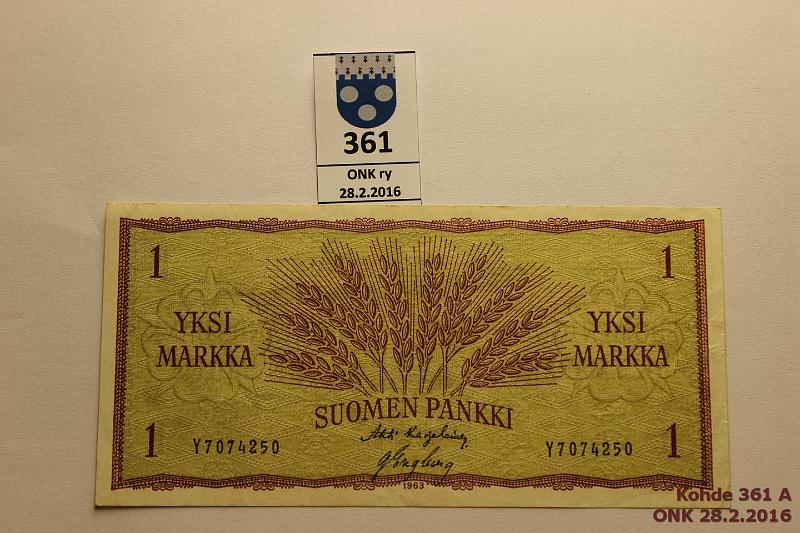 361
ONK ry
28.2.2016
1 1
YKSI MARKKA
YKSI MARKKA
SUOMEN PANKKI
1 Y7074250
Y7074250 1
1963
Kohde 361 A
ONK 28.2.2016